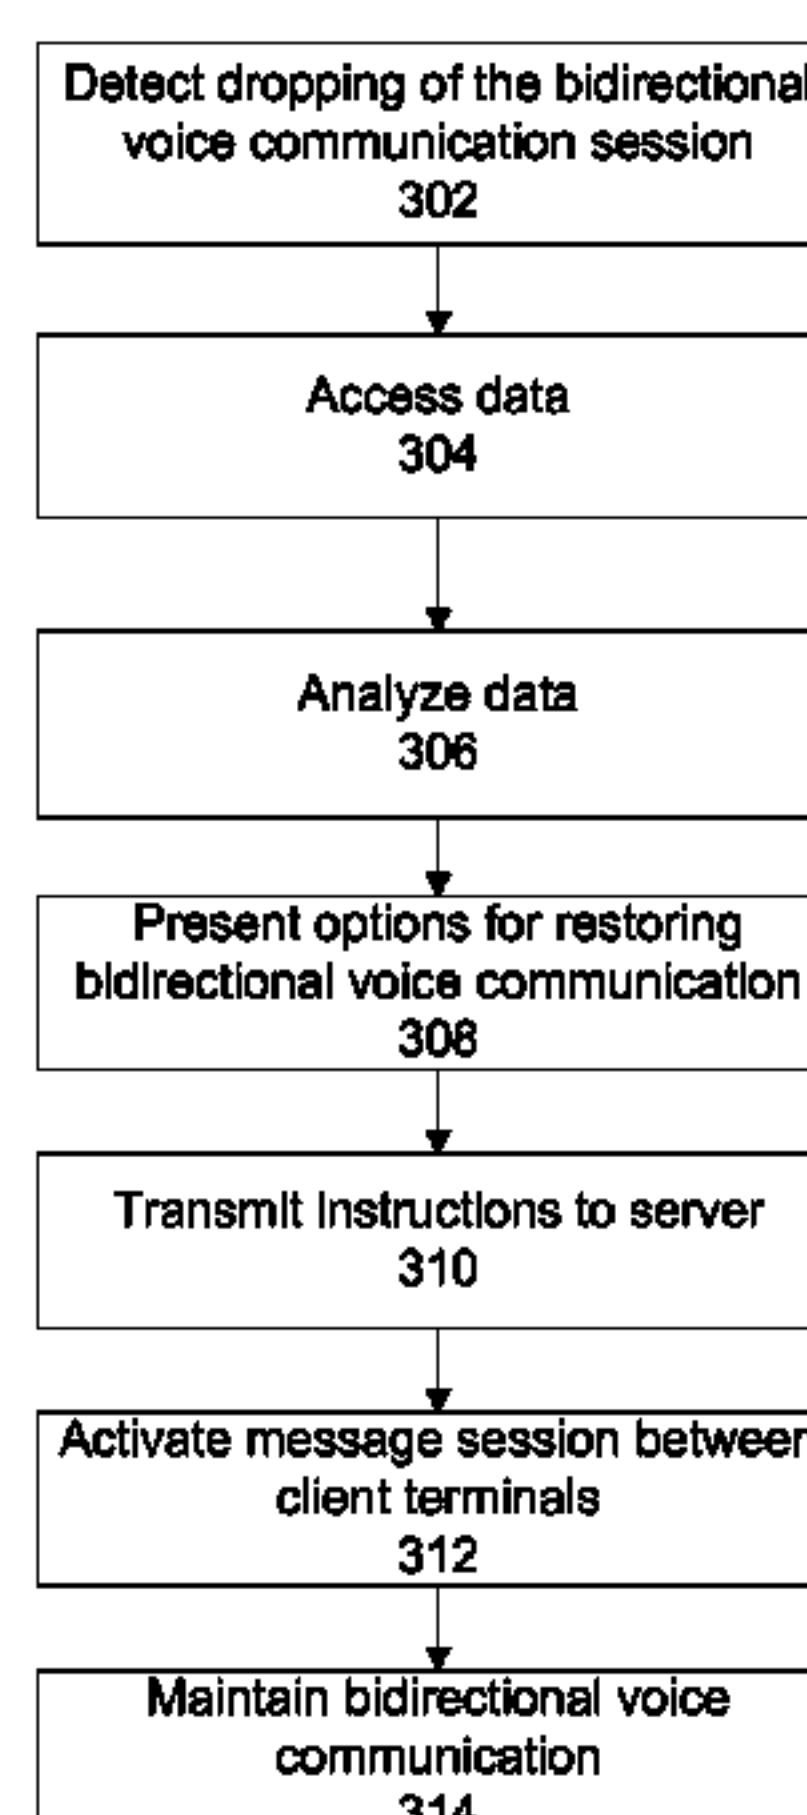 Detect dropping of the bidirectional
voice communication session
302
Access data
304
Analyze data
306
Present options for restoring
bidirectional voice communication
308
Transmit instructions to server
310
Activate message session between
client terminals
312
Maintain bidirectional voice
communication
314